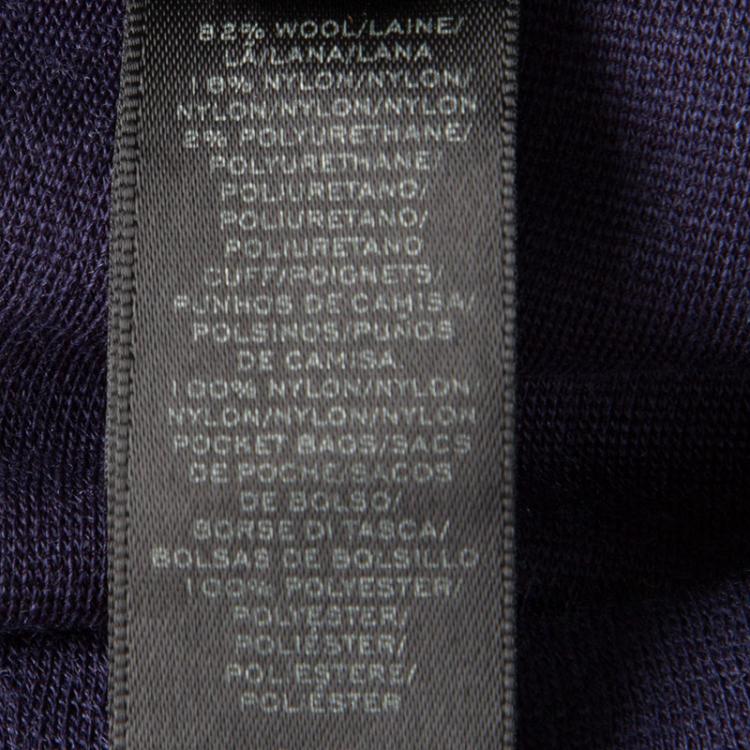 82% WOOL/LAINE/
LÃ/LANA/LANA
16% NYLON/NYLON/
NYLON/NYLON/NYLON
2% POLYURETHANE/
POLYURETHANE/
POLIURETANO/
POLIURETANO/
POLIURETANO
CUFF/POIGNETS/
PUNHOS DE CAMISA/
POLSINOS/PUÑOS
DE CAMISA
100% NYLON/NYLON/
NYLON/NYLON/NYLON
POCKET BAGS/SACS
DE POCHE/SACOS
DE BOLSO/
BORSE DI TASCA/
BOLSAS DE BOLSILLO
100% POLYESTER/
POLYESTER/
POLIÉSTER/
POLIESTERE/
POLIÉSTER